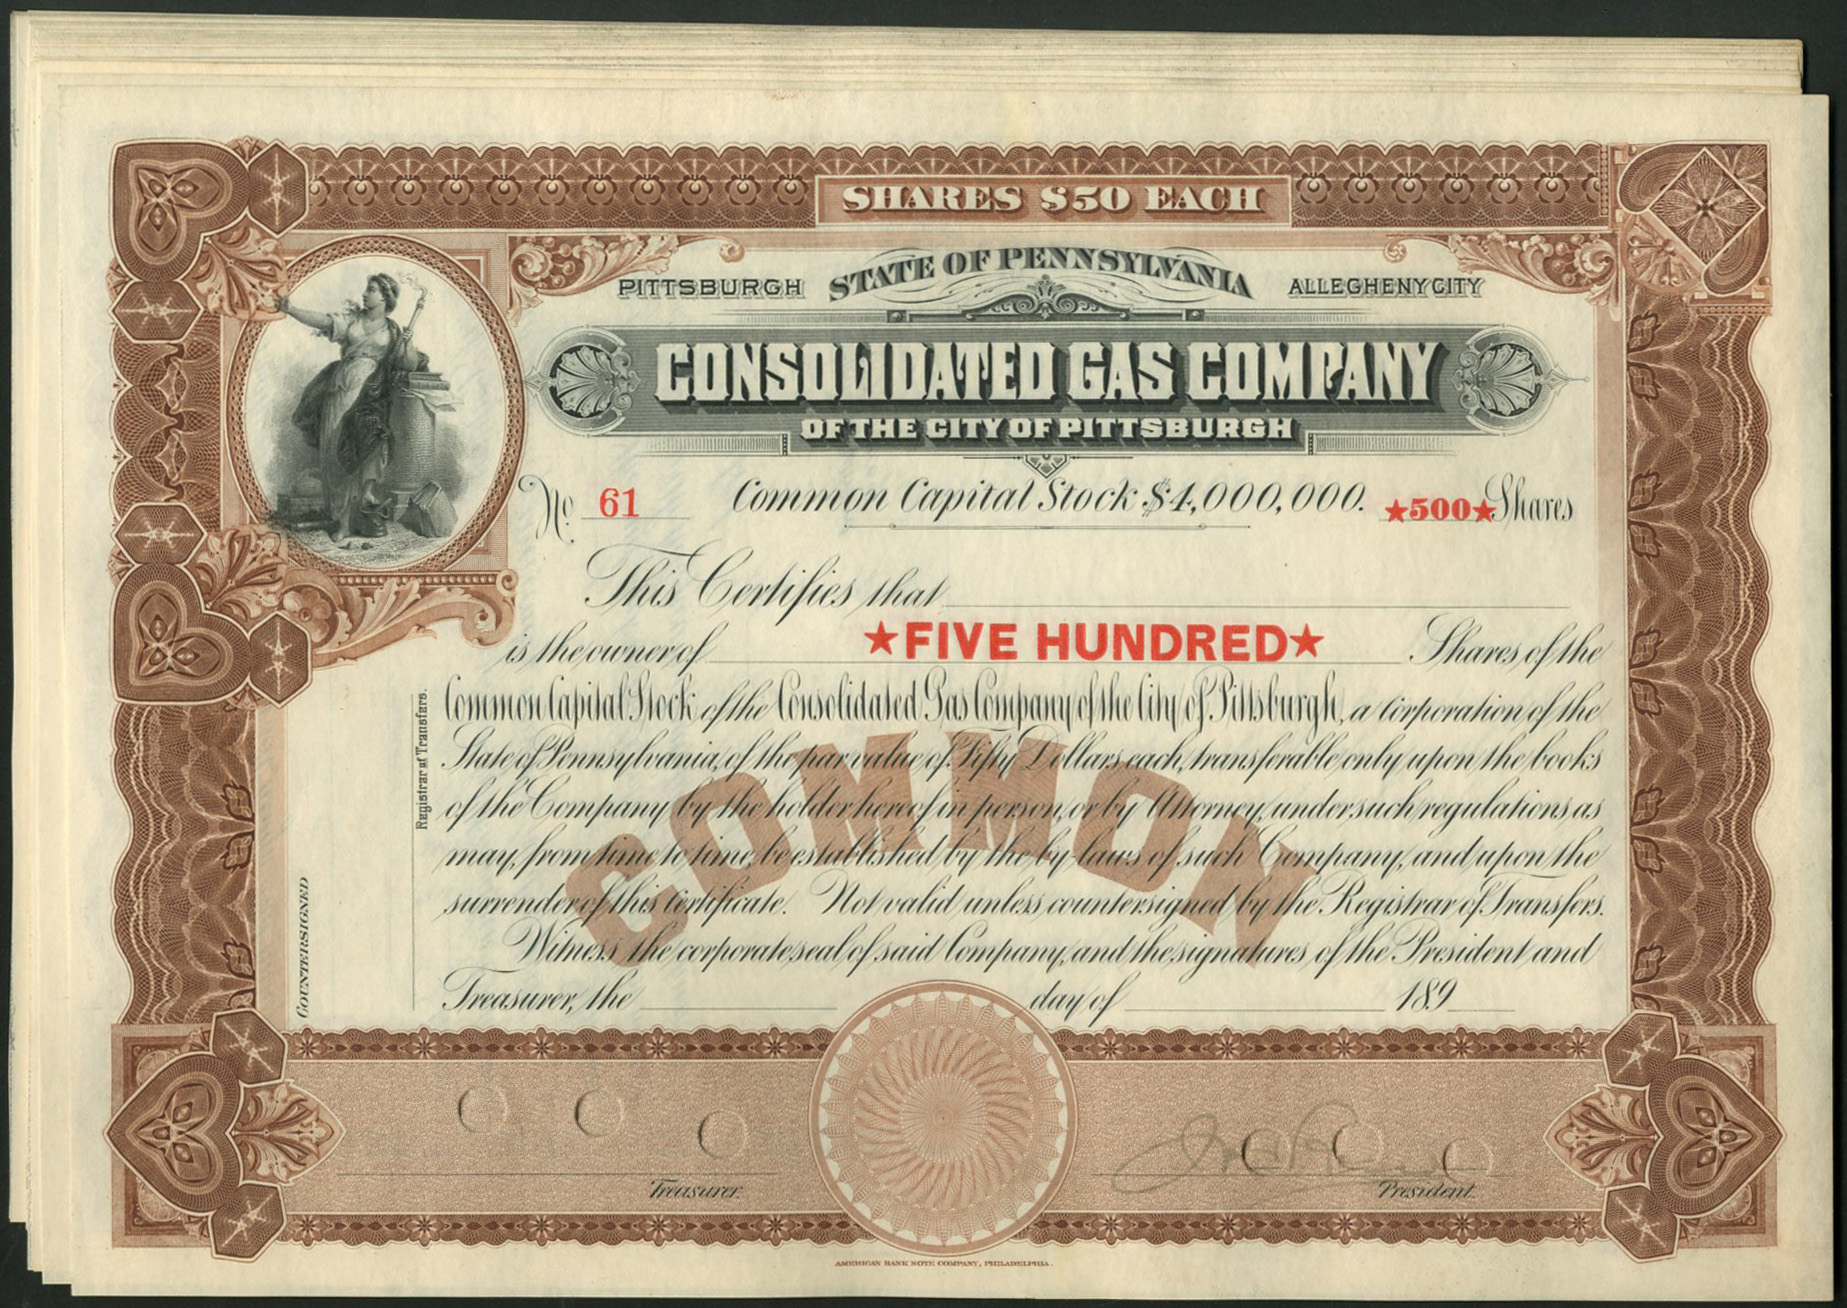 SHARES $50 EACH
PITTSBURGH STATE OF PENNSYLVANIA ALLEGHENY CITY
CONSOLIDATED GAS COMPANY
OF THE CITY OF PITTSBURGH
No 61 Common Capital Stock $4,000,000. ★500★ Shares
This Certifies that
is the owner of ★FIVE HUNDRED★ Shares of the
Common Capital Stock of the Consolidated Gas Company of the City of Pittsburgh, a corporation of the
State of Pennsylvania, of the par value of Fifty Dollars each, transferable only upon the books
of the Company by the holder hereof in person, or by Attorney, under such regulations as
may, from time to time, be established by the by-laws of such Company, and upon the
surrender of this certificate. Not valid unless countersigned by the Registrar of Transfers.
Witness the corporate seal of said Company, and the signatures of the President and
Treasurer, the day of 189
COMMON
COUNTERSIGNED
Registrar of Transfers.
Treasurer.
President.
AMERICAN BANK NOTE COMPANY, PHILADELPHIA.